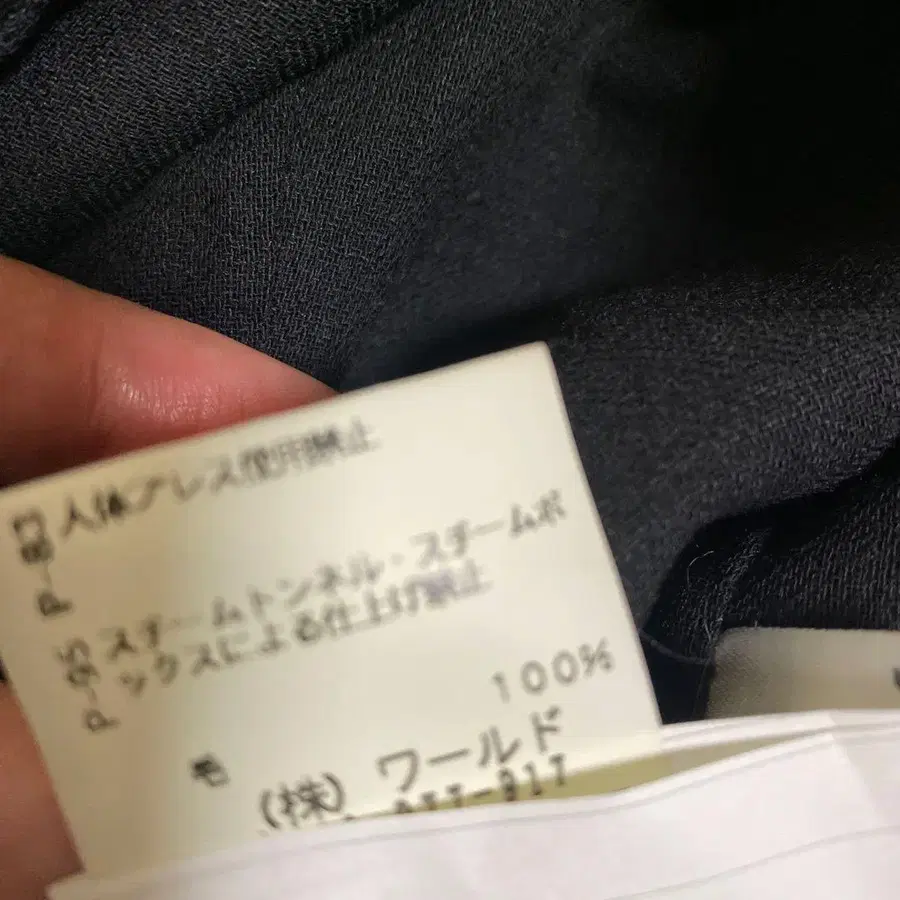 P-83 人体プレス使用禁止
P-95 スチームトンネル・スチームボ
ックスによる仕上げ禁止
毛 100%
(株) ワールド